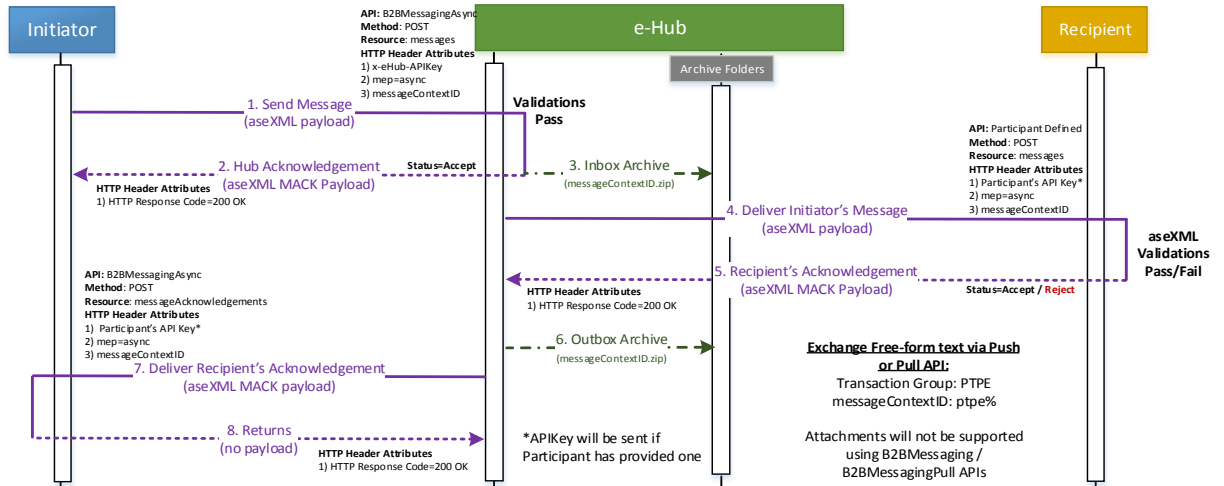 Initiator
e-Hub
Recipient
API: B2BMessagingAsync
Method: POST
Resource: messages
HTTP Header Attributes
1) x-eHub-APIKey
2) mep=async
3) messageContextID
Archive Folders
1. Send Message
(aseXML payload)
Validations
Pass
2. Hub Acknowledgement
(aseXML MACK Payload)
Status=Accept
HTTP Header Attributes
1) HTTP Response Code=200 OK
3. Inbox Archive
(messageContextID.zip)
API: Participant Defined
Method: POST
Resource: messages
HTTP Header Attributes
1) Participant's API Key*
2) mep=async
3) messageContextID
4. Deliver Initiator's Message
(aseXML payload)
aseXML
Validations
Pass/Fail
5. Recipient's Acknowledgement
(aseXML MACK Payload)
Status=Accept / Reject
HTTP Header Attributes
1) HTTP Response Code=200 OK
6. Outbox Archive
(messageContextID.zip)
API: B2BMessagingAsync
Method: POST
Resource: messageAcknowledgements
HTTP Header Attributes
1) Participant's API Key*
2) mep=async
3) messageContextID
7. Deliver Recipient's Acknowledgement
(aseXML MACK payload)
8. Returns
(no payload)
HTTP Header Attributes
1) HTTP Response Code=200 OK
*APIKey will be sent if
Participant has provided one
Exchange Free-form text via Push
or Pull API:
Transaction Group: PTPE
messageContextID: ptpe%
Attachments will not be supported
using B2BMessaging /
B2BMessagingPull APIs